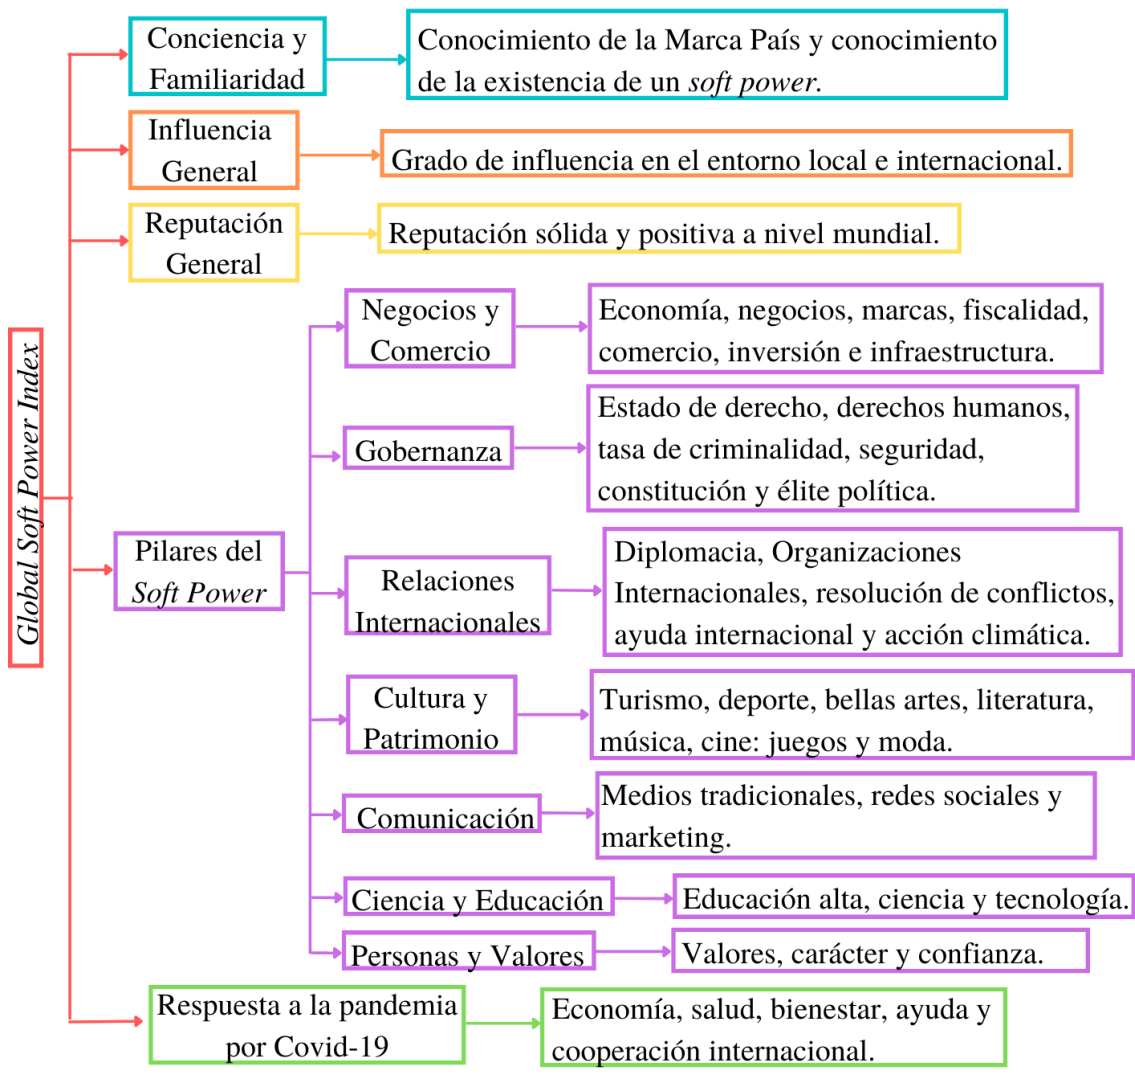 Global Soft Power Index
Conciencia y
Familiaridad
Conocimiento de la Marca País y conocimiento
de la existencia de un soft power.
Influencia
General
Grado de influencia en el entorno local e internacional.
Reputación
General
Reputación sólida y positiva a nivel mundial.
Pilares del
Soft Power
Negocios y
Comercio
Economía, negocios, marcas, fiscalidad,
comercio, inversión e infraestructura.
Gobernanza
Estado de derecho, derechos humanos,
tasa de criminalidad, seguridad,
constitución y élite política.
Relaciones
Internacionales
Diplomacia, Organizaciones
Internacionales, resolución de conflictos,
ayuda internacional y acción climática.
Cultura y
Patrimonio
Turismo, deporte, bellas artes, literatura,
música, cine: juegos y moda.
Comunicación
Medios tradicionales, redes sociales y
marketing.
Ciencia y Educación
Educación alta, ciencia y tecnología.
Personas y Valores
Valores, carácter y confianza.
Respuesta a la pandemia
por Covid-19
Economía, salud, bienestar, ayuda y
cooperación internacional.